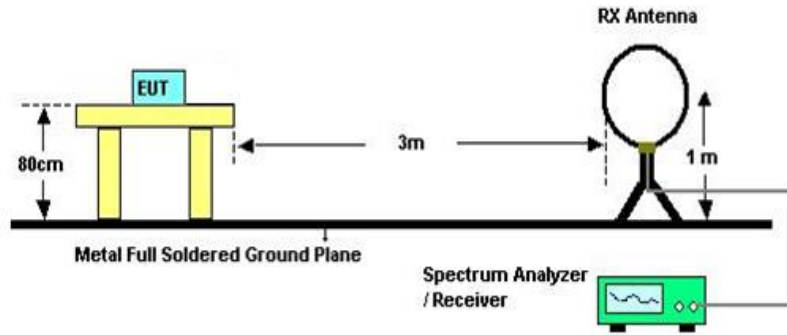 RX Antenna
EUT
80cm
3m
1 m
Metal Full Soldered Ground Plane
Spectrum Analyzer
/ Receiver